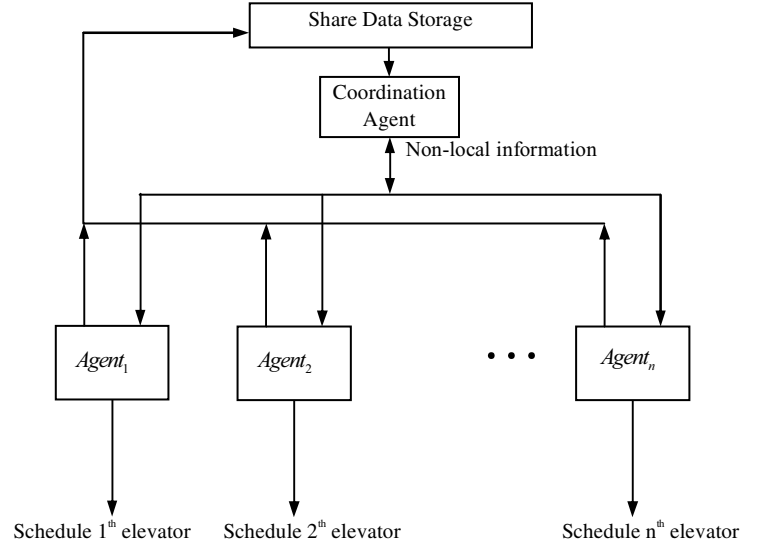 Share Data Storage
Coordination
Agent
Non-local information
Agent₁
Agent₂
• • •
Agentₙ
Schedule 1ᵗʰ elevator
Schedule 2ᵗʰ elevator
Schedule nᵗʰ elevator